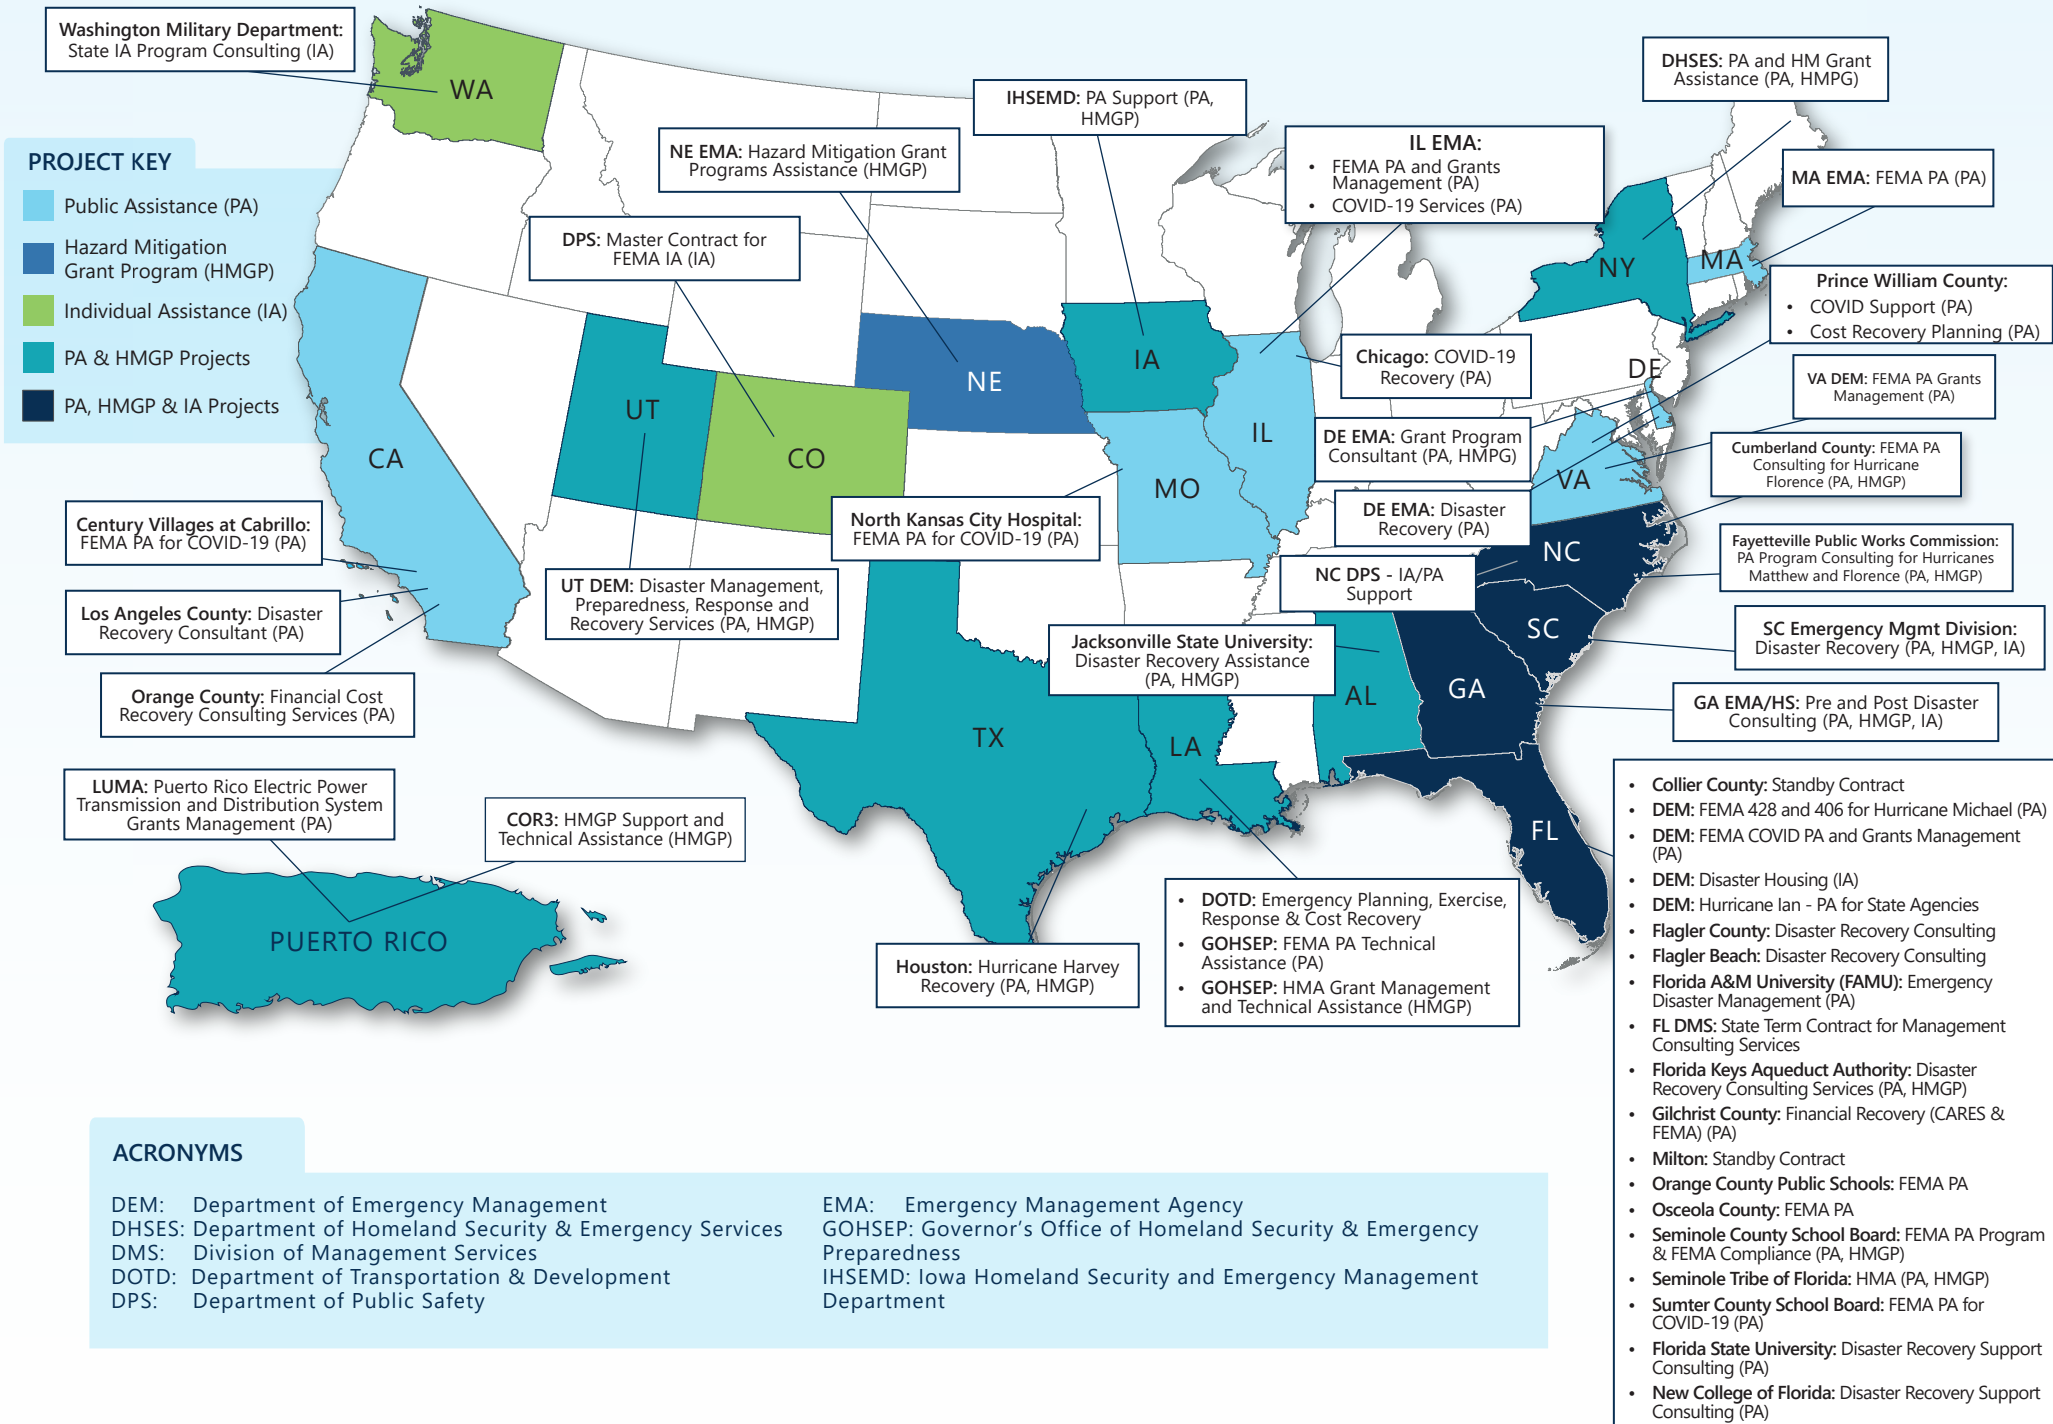 Washington Military Department:
State IA Program Consulting (IA)
WA
DHSES: PA and HM Grant
Assistance (PA, HMPG)
IHSEMD: PA Support (PA,
HMGP)
NE EMA: Hazard Mitigation Grant
Programs Assistance (HMGP)
IL EMA:
• FEMA PA and Grants
Management (PA)
• COVID-19 Services (PA)
MA EMA: FEMA PA (PA)
PROJECT KEY
Public Assistance (PA)
Hazard Mitigation
Grant Program (HMGP)
Individual Assistance (IA)
PA & HMGP Projects
PA, HMGP & IA Projects
DPS: Master Contract for
FEMA IA (IA)
NY
MA
Prince William County:
• COVID Support (PA)
• Cost Recovery Planning (PA)
Chicago: COVID-19
Recovery (PA)
DE
VA DEM: FEMA PA Grants
Management (PA)
IA
NE
UT
CO
CA
IL
MO
VA
DE EMA: Grant Program
Consultant (PA, HMPG)
Cumberland County: FEMA PA
Consulting for Hurricane
Florence (PA, HMGP)
DE EMA: Disaster
Recovery (PA)
North Kansas City Hospital:
FEMA PA for COVID-19 (PA)
Century Villages at Cabrillo:
FEMA PA for COVID-19 (PA)
Fayetteville Public Works Commission:
PA Program Consulting for Hurricanes
Matthew and Florence (PA, HMGP)
NC
NC DPS - IA/PA
Support
UT DEM: Disaster Management,
Preparedness, Response and
Recovery Services (PA, HMGP)
Los Angeles County: Disaster
Recovery Consultant (PA)
Jacksonville State University:
Disaster Recovery Assistance
(PA, HMGP)
SC
SC Emergency Mgmt Division:
Disaster Recovery (PA, HMGP, IA)
Orange County: Financial Cost
Recovery Consulting Services (PA)
AL
GA
GA EMA/HS: Pre and Post Disaster
Consulting (PA, HMGP, IA)
TX
LA
FL
LUMA: Puerto Rico Electric Power
Transmission and Distribution System
Grants Management (PA)
COR3: HMGP Support and
Technical Assistance (HMGP)
PUERTO RICO
Houston: Hurricane Harvey
Recovery (PA, HMGP)
• DOTD: Emergency Planning, Exercise,
Response & Cost Recovery
• GOHSEP: FEMA PA Technical
Assistance (PA)
• GOHSEP: HMA Grant Management
and Technical Assistance (HMGP)
• Collier County: Standby Contract
• DEM: FEMA 428 and 406 for Hurricane Michael (PA)
• DEM: FEMA COVID PA and Grants Management
(PA)
• DEM: Disaster Housing (IA)
• DEM: Hurricane Ian - PA for State Agencies
• Flagler County: Disaster Recovery Consulting
• Flagler Beach: Disaster Recovery Consulting
• Florida A&M University (FAMU): Emergency
Disaster Management (PA)
• FL DMS: State Term Contract for Management
Consulting Services
• Florida Keys Aqueduct Authority: Disaster
Recovery Consulting Services (PA, HMGP)
• Gilchrist County: Financial Recovery (CARES &
FEMA) (PA)
• Milton: Standby Contract
• Orange County Public Schools: FEMA PA
• Osceola County: FEMA PA
• Seminole County School Board: FEMA PA Program
& FEMA Compliance (PA, HMGP)
• Seminole Tribe of Florida: HMA (PA, HMGP)
• Sumter County School Board: FEMA PA for
COVID-19 (PA)
• Florida State University: Disaster Recovery Support
Consulting (PA)
• New College of Florida: Disaster Recovery Support
Consulting (PA)
ACRONYMS
DEM: Department of Emergency Management
DHSES: Department of Homeland Security & Emergency Services
DMS: Division of Management Services
DOTD: Department of Transportation & Development
DPS: Department of Public Safety
EMA: Emergency Management Agency
GOHSEP: Governor's Office of Homeland Security & Emergency
Preparedness
IHSEMD: Iowa Homeland Security and Emergency Management
Department